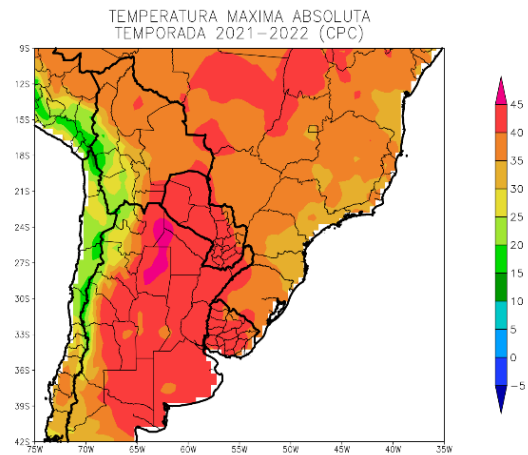 TEMPERATURA MAXIMA ABSOLUTA
TEMPORADA 2021-2022 (CPC)
9S
12S
15S
18S
21S
24S
27S
30S
33S
36S
39S
42S
75W 70W 65W 60W 55W 50W 45W 40W 35W
45
40
35
30
25
20
15
10
5
0
-5